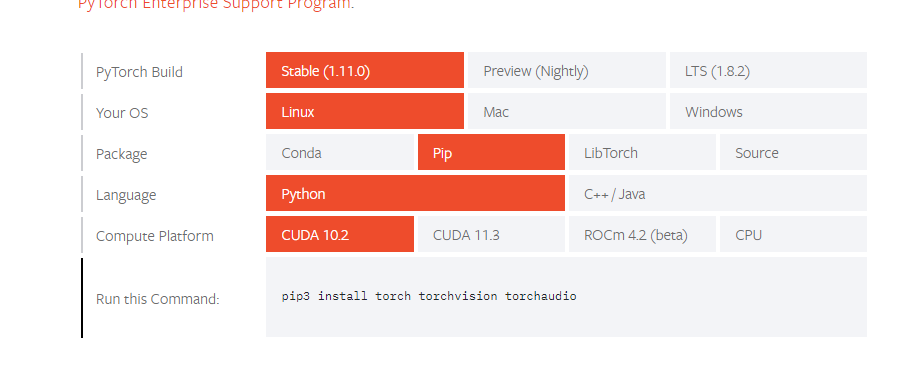 PyTorch Enterprise Support Program.
PyTorch Build Stable (1.11.0) Preview (Nightly) LTS (1.8.2)
Your OS Linux Mac Windows
Package Conda Pip LibTorch Source
Language Python C++ / Java
Compute Platform CUDA 10.2 CUDA 11.3 ROCm 4.2 (beta) CPU
Run this Command: pip3 install torch torchvision torchaudio